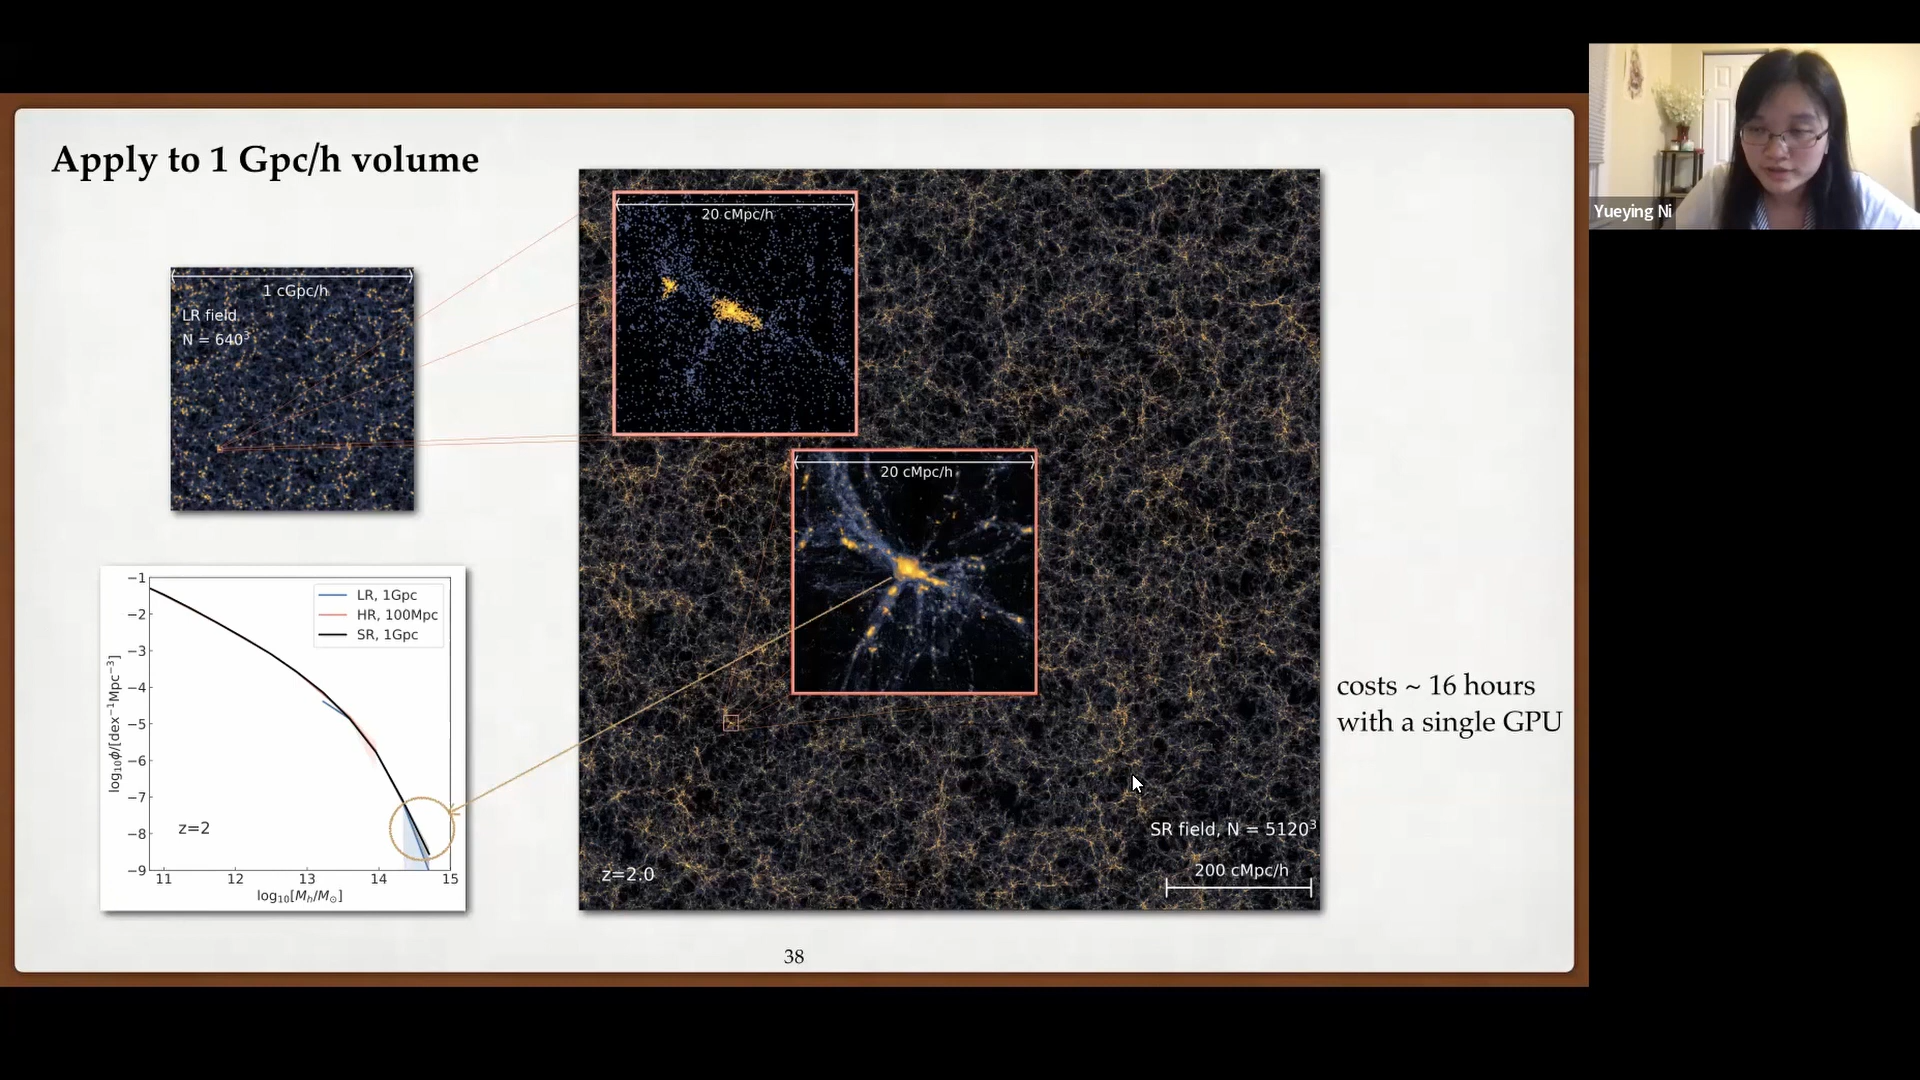 Apply to 1 Gpc/h volume
1 cGpc/h
LR field
N = 640³
20 cMpc/h
20 cMpc/h
z=2.0
SR field, N = 5120³
200 cMpc/h
costs ~ 16 hours
with a single GPU
LR, 1Gpc
HR, 100Mpc
SR, 1Gpc
log₁₀ϕ/[dex⁻¹Mpc⁻³]
−1
−2
−3
−4
−5
−6
−7
−8
−9
z=2
11 12 13 14 15
log₁₀[Mₕ/M☉]
38
Yueying Ni